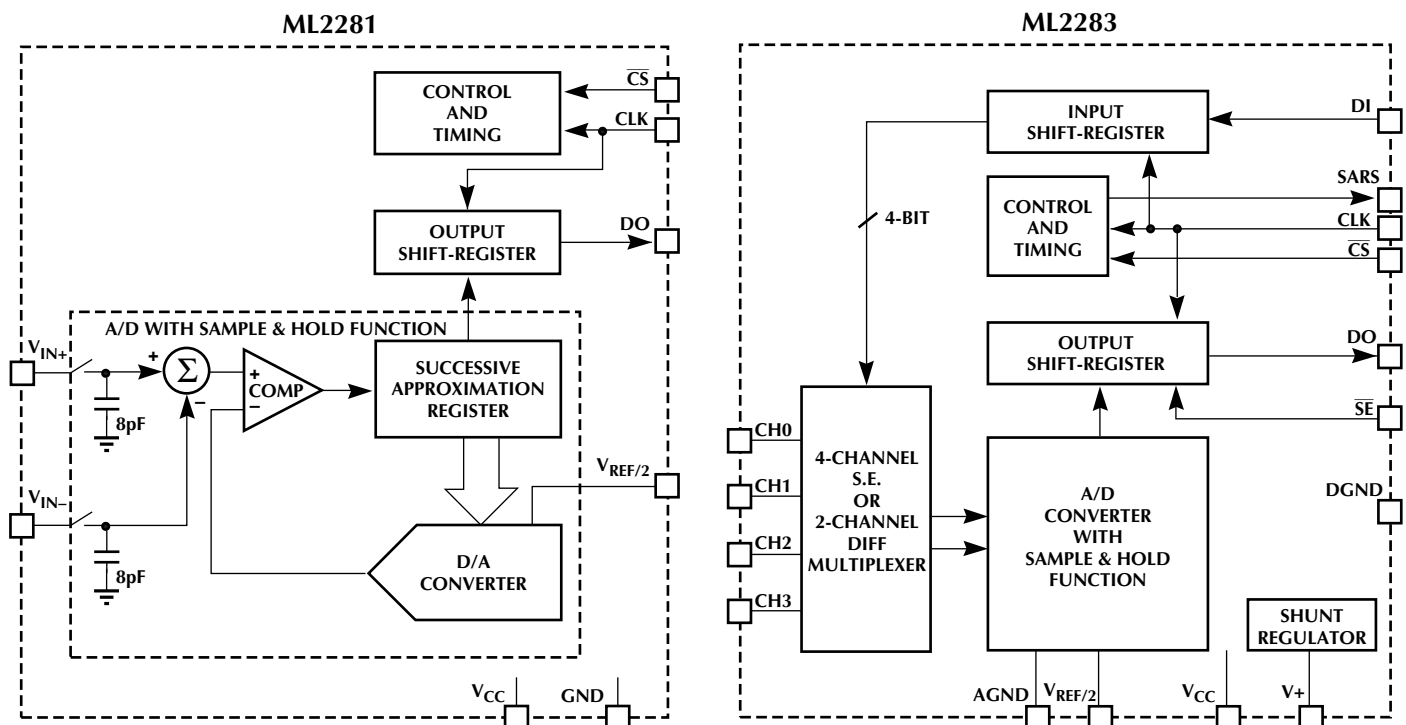 ML2281
CONTROL
AND
TIMING
CS
CLK
OUTPUT
SHIFT-REGISTER
DO
A/D WITH SAMPLE & HOLD FUNCTION
VIN+
+
Σ
–
8pF
+
COMP
–
SUCCESSIVE
APPROXIMATION
REGISTER
VIN–
8pF
VREF/2
D/A
CONVERTER
VCC
GND
ML2283
INPUT
SHIFT-REGISTER
DI
4-BIT
CONTROL
AND
TIMING
SARS
CLK
CS
OUTPUT
SHIFT-REGISTER
DO
SE
CH0
CH1
CH2
CH3
4-CHANNEL
S.E.
OR
2-CHANNEL
DIFF
MULTIPLEXER
A/D
CONVERTER
WITH
SAMPLE & HOLD
FUNCTION
DGND
SHUNT
REGULATOR
AGND
VREF/2
VCC
V+